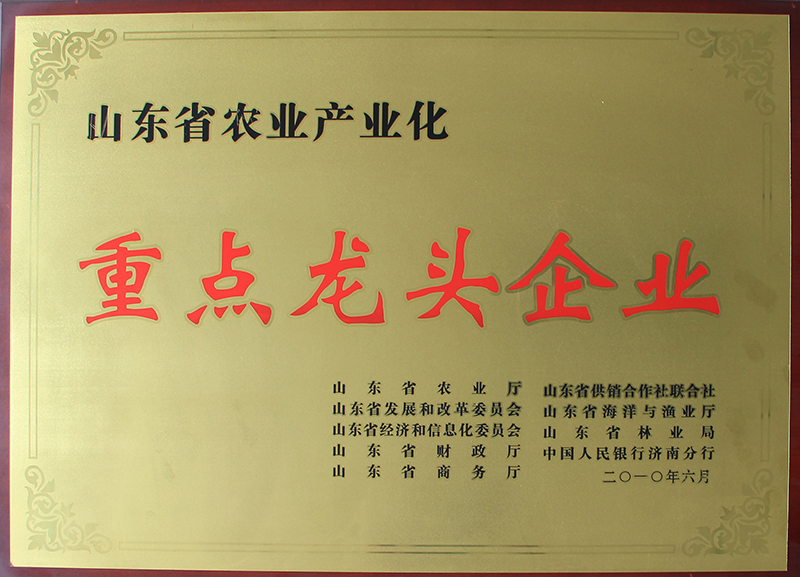 山东省农业产业化
重点龙头企业
山东省农业厅
山东省发展和改革委员会
山东省经济和信息化委员会
山东省财政厅
山东省商务厅
山东省供销合作社联合社
山东省海洋与渔业厅
山东省林业局
中国人民银行济南分行
二〇一〇年六月